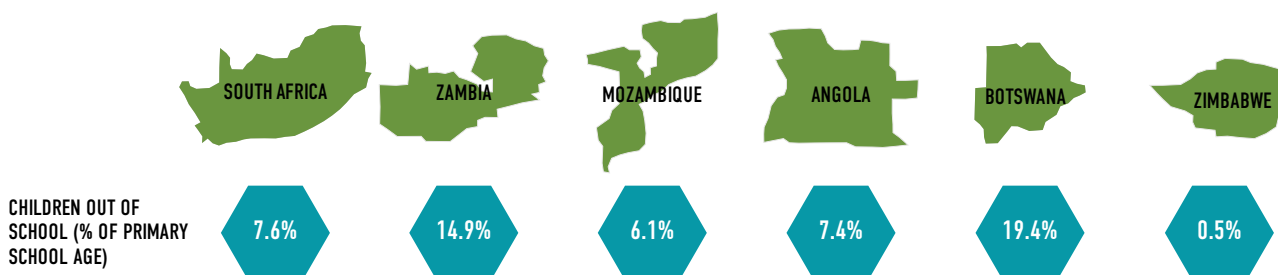 SOUTH AFRICA
ZAMBIA
MOZAMBIQUE
ANGOLA
BOTSWANA
ZIMBABWE
CHILDREN OUT OF
SCHOOL (% OF PRIMARY
SCHOOL AGE)
7.6%
14.9%
6.1%
7.4%
19.4%
0.5%